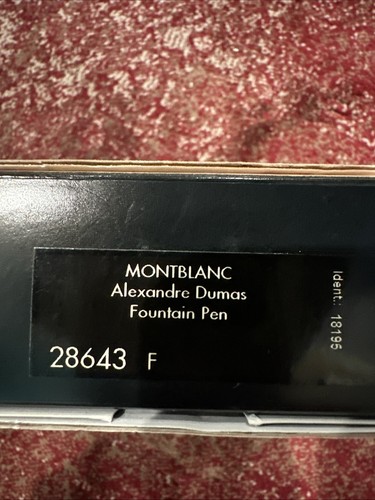 MONTBLANC
Alexandre Dumas
Fountain Pen
28643 F
Ident.: 18195